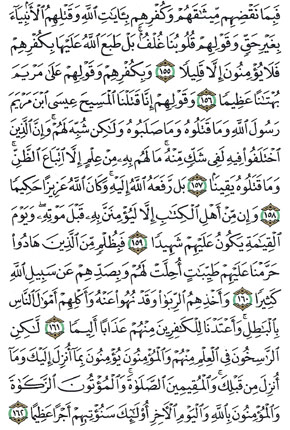 فَبِمَا نَقْضِهِم مِّيثَـٰقَهُمْ وَكُفْرِهِم بِـَٔايَـٰتِ ٱللَّهِ وَقَتْلِهِمُ ٱلْأَنۢبِيَآءَ
بِغَيْرِ حَقٍّ وَقَوْلِهِمْ قُلُوبُنَا غُلْفٌۢ ۚ بَلْ طَبَعَ ٱللَّهُ عَلَيْهَا بِكُفْرِهِمْ
فَلَا يُؤْمِنُونَ إِلَّا قَلِيلًا ١٥٥ وَبِكُفْرِهِمْ وَقَوْلِهِمْ عَلَىٰ مَرْيَمَ
بُهْتَـٰنًا عَظِيمًا ١٥٦ وَقَوْلِهِمْ إِنَّا قَتَلْنَا ٱلْمَسِيحَ عِيسَى ٱبْنَ مَرْيَمَ
رَسُولَ ٱللَّهِ وَمَا قَتَلُوهُ وَمَا صَلَبُوهُ وَلَـٰكِن شُبِّهَ لَهُمْ ۚ وَإِنَّ ٱلَّذِينَ
ٱخْتَلَفُوا۟ فِيهِ لَفِى شَكٍّ مِّنْهُ ۚ مَا لَهُم بِهِۦ مِنْ عِلْمٍ إِلَّا ٱتِّبَاعَ ٱلظَّنِّ ۚ
وَمَا قَتَلُوهُ يَقِينًۢا ١٥٧ بَل رَّفَعَهُ ٱللَّهُ إِلَيْهِ ۚ وَكَانَ ٱللَّهُ عَزِيزًا حَكِيمًا
١٥٨ وَإِن مِّنْ أَهْلِ ٱلْكِتَـٰبِ إِلَّا لَيُؤْمِنَنَّ بِهِۦ قَبْلَ مَوْتِهِۦ ۖ وَيَوْمَ
ٱلْقِيَـٰمَةِ يَكُونُ عَلَيْهِمْ شَهِيدًا ١٥٩ فَبِظُلْمٍ مِّنَ ٱلَّذِينَ هَادُوا۟
حَرَّمْنَا عَلَيْهِمْ طَيِّبَـٰتٍ أُحِلَّتْ لَهُمْ وَبِصَدِّهِمْ عَن سَبِيلِ ٱللَّهِ
كَثِيرًا ١٦٠ وَأَخْذِهِمُ ٱلرِّبَوٰا۟ وَقَدْ نُهُوا۟ عَنْهُ وَأَكْلِهِمْ أَمْوَٰلَ ٱلنَّاسِ
بِٱلْبَـٰطِلِ ۚ وَأَعْتَدْنَا لِلْكَـٰفِرِينَ مِنْهُمْ عَذَابًا أَلِيمًا ١٦١ لَّـٰكِنِ
ٱلرَّٰسِخُونَ فِى ٱلْعِلْمِ مِنْهُمْ وَٱلْمُؤْمِنُونَ يُؤْمِنُونَ بِمَآ أُنزِلَ إِلَيْكَ وَمَآ
أُنزِلَ مِن قَبْلِكَ ۚ وَٱلْمُقِيمِينَ ٱلصَّلَوٰةَ ۚ وَٱلْمُؤْتُونَ ٱلزَّكَوٰةَ
وَٱلْمُؤْمِنُونَ بِٱللَّهِ وَٱلْيَوْمِ ٱلْـَٔاخِرِ أُو۟لَـٰٓئِكَ سَنُؤْتِيهِمْ أَجْرًا عَظِيمًا ١٦٢